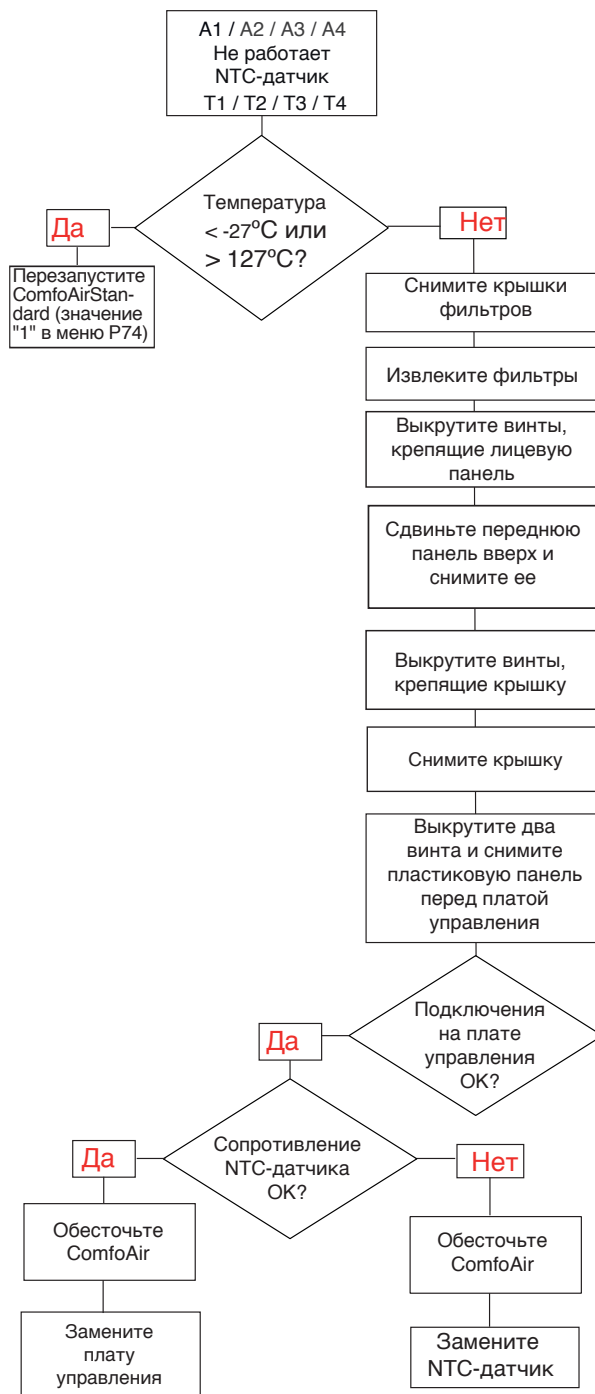 A1 / A2 / A3 / A4
Не работает
NTC-датчик
T1 / T2 / T3 / T4
Температура
< -27ºC или
> 127ºC?
Да
Нет
Перезапустите
ComfoAirStan-
dard (значение
"1" в меню P74)
Снимите крышки
фильтров
Извлеките фильтры
Выкрутите винты,
крепящие лицевую
панель
Сдвиньте переднюю
панель вверх и
снимите ее
Выкрутите винты,
крепящие крышку
Снимите крышку
Выкрутите два
винта и снимите
пластиковую панель
перед платой
управления
Подключения
на плате
управления
OK?
Да
Сопротивление
NTC-датчика
OK?
Да
Нет
Обесточьте
ComfoAir
Обесточьте
ComfoAir
Замените
плату
управления
Замените
NTC-датчик